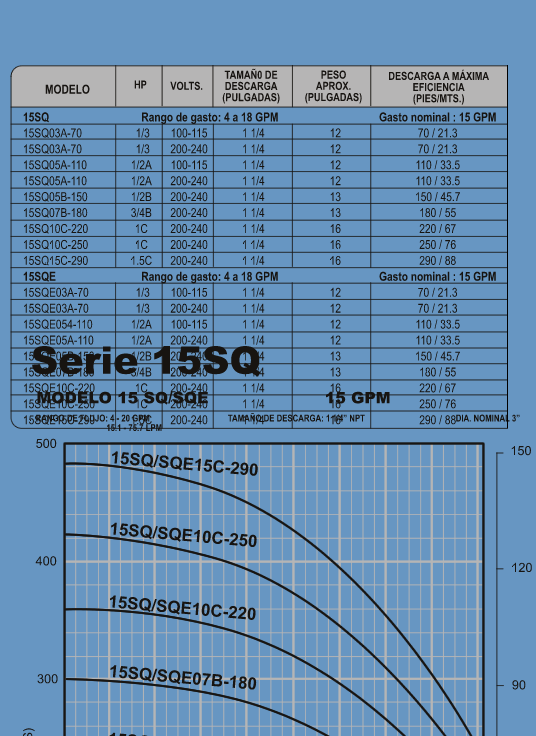 MODELO HP VOLTS. TAMAÑ0 DE DESCARGA (PULGADAS) PESO APROX. (PULGADAS) DESCARGA A MÁXIMA EFICIENCIA (PIES/MTS.)
15SQ Rango de gasto: 4 a 18 GPM Gasto nominal : 15 GPM
15SQ03A-70 1/3 100-115 1 1/4 12 70 / 21.3
15SQ03A-70 1/3 200-240 1 1/4 12 70 / 21.3
15SQ05A-110 1/2A 100-115 1 1/4 12 110 / 33.5
15SQ05A-110 1/2A 200-240 1 1/4 12 110 / 33.5
15SQ05B-150 1/2B 200-240 1 1/4 13 150 / 45.7
15SQ07B-180 3/4B 200-240 1 1/4 13 180 / 55
15SQ10C-220 1C 200-240 1 1/4 16 220 / 67
15SQ10C-250 1C 200-240 1 1/4 16 250 / 76
15SQ15C-290 1.5C 200-240 1 1/4 16 290 / 88
15SQE Rango de gasto: 4 a 18 GPM Gasto nominal : 15 GPM
15SQE03A-70 1/3 100-115 1 1/4 12 70 / 21.3
15SQE03A-70 1/3 200-240 1 1/4 12 70 / 21.3
15SQE054-110 1/2A 100-115 1 1/4 12 110 / 33.5
15SQE05A-110 1/2A 200-240 1 1/4 12 110 / 33.5
15SQE05B-150 1/2B 200-240 1 1/4 13 150 / 45.7
Serie 15SQ
15SQE07B-180 3/4B 200-240 1 1/4 13 180 / 55
15SQE10C-220 1C 200-240 1 1/4 16 220 / 67
MODELO 15 SQ/SQE 15 GPM
1C 200-240 1 1/4 16 250 / 76
15SQE15C-290 200-240 1 1/4 16 290 / 88
RANGO DE FLUJO: 4 - 20 GPM TAMAÑO DE DESCARGA: 1 1/4" NPT DIA. NOMINAL 3"
15.1 - 75.7 LPM
500 150
15SQ/SQE15C-290
15SQ/SQE10C-250
400 120
15SQ/SQE10C-220
15SQ/SQE07B-180
300 90